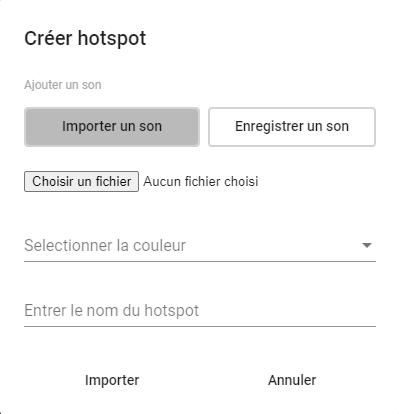 Créer hotspot
Ajouter un son
Importer un son Enregistrer un son
Choisir un fichier Aucun fichier choisi
Selectionner la couleur
Entrer le nom du hotspot
Importer Annuler